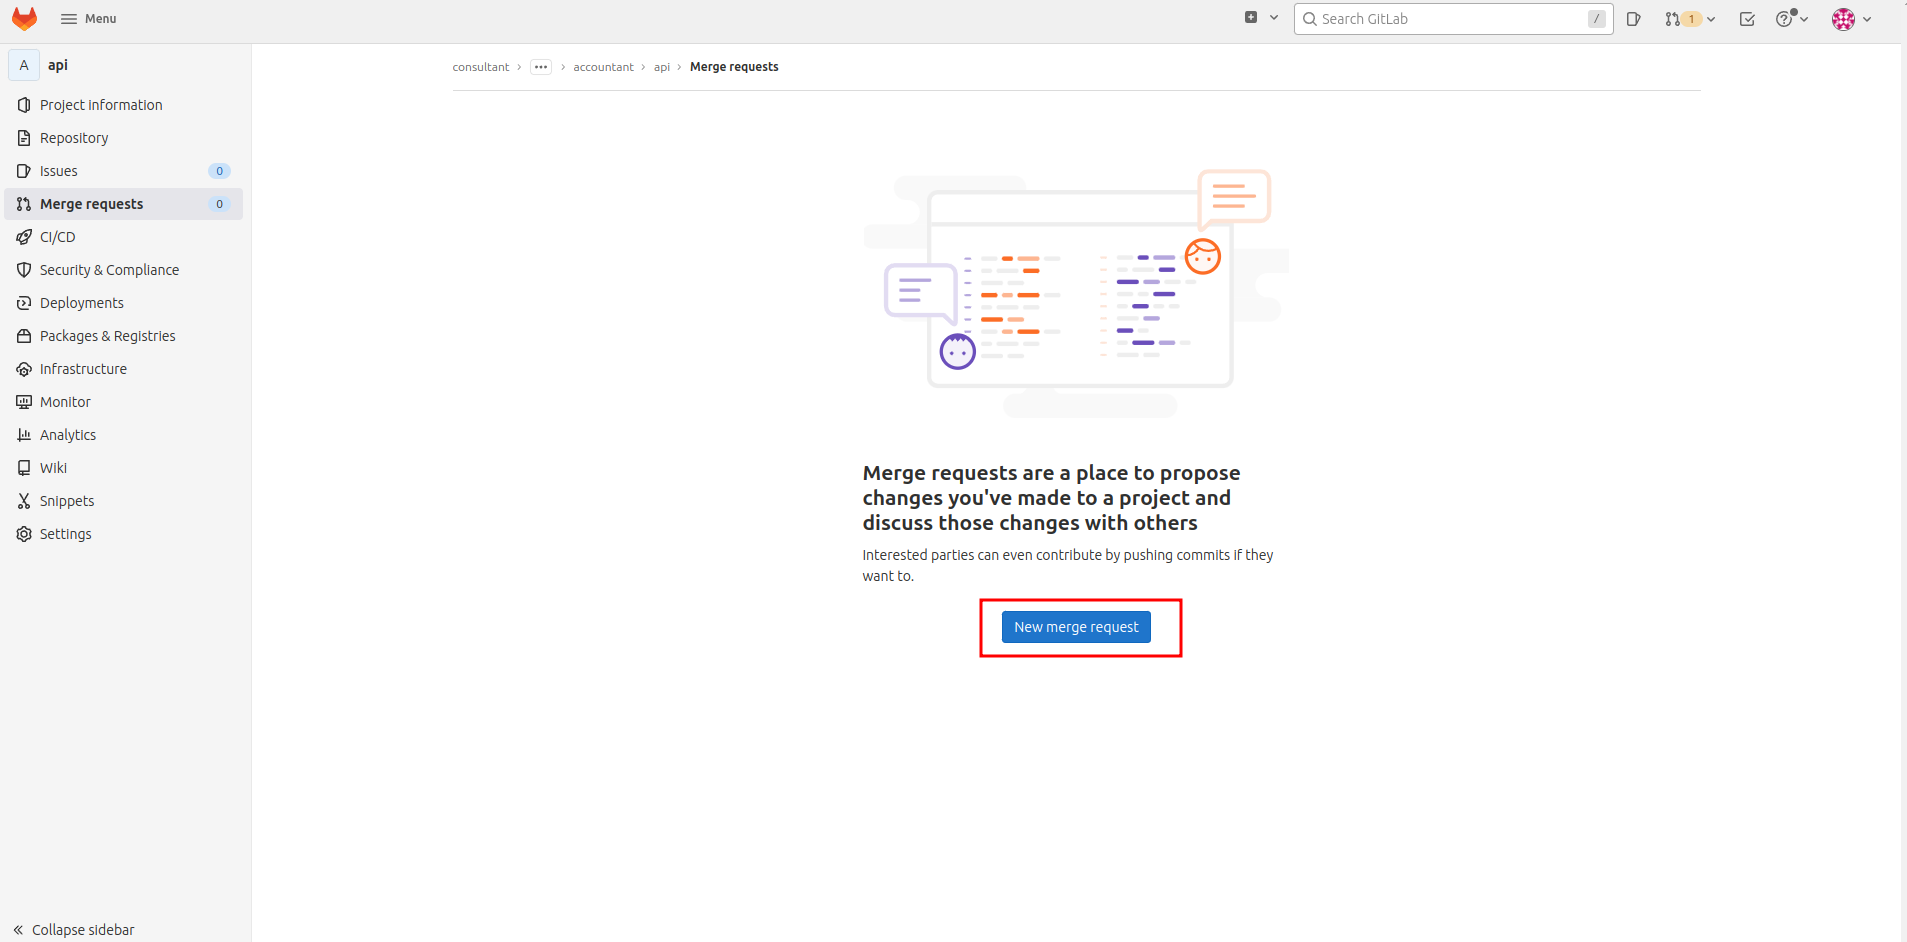 Menu
Search GitLab
/
1
A
api
Project information
Repository
Issues
0
Merge requests
0
CI/CD
Security & Compliance
Deployments
Packages & Registries
Infrastructure
Monitor
Analytics
Wiki
Snippets
Settings
Collapse sidebar
consultant > ••• > accountant > api > Merge requests
Merge requests are a place to propose
changes you've made to a project and
discuss those changes with others
Interested parties can even contribute by pushing commits if they
want to.
New merge request